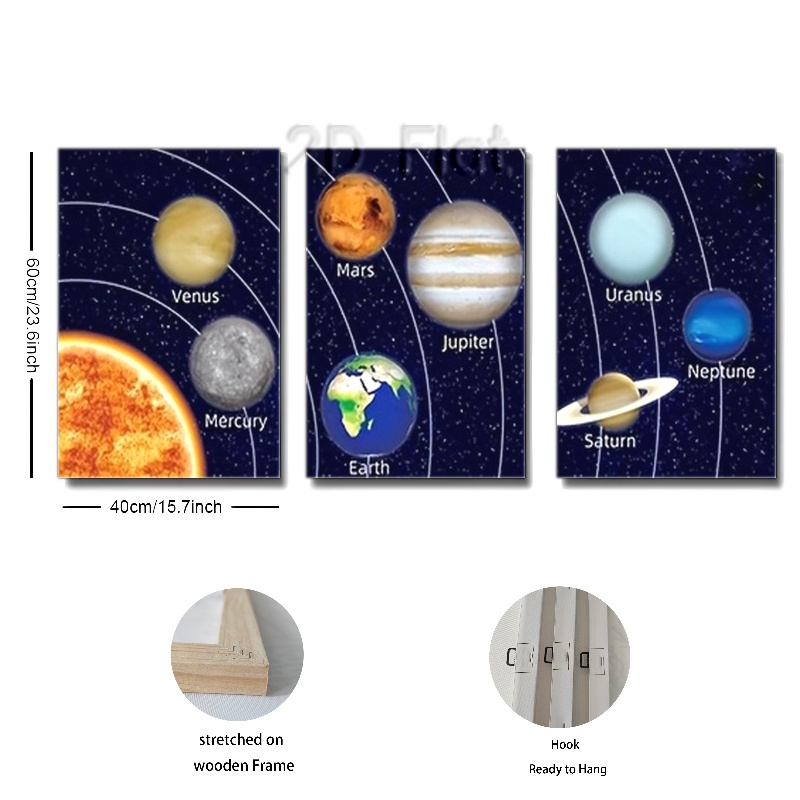 2D Flat
60cm/23.6inch
Venus
Mercury
Mars
Jupiter
Earth
Uranus
Neptune
Saturn
40cm/15.7inch
stretched on
wooden Frame
Hook
Ready to Hang